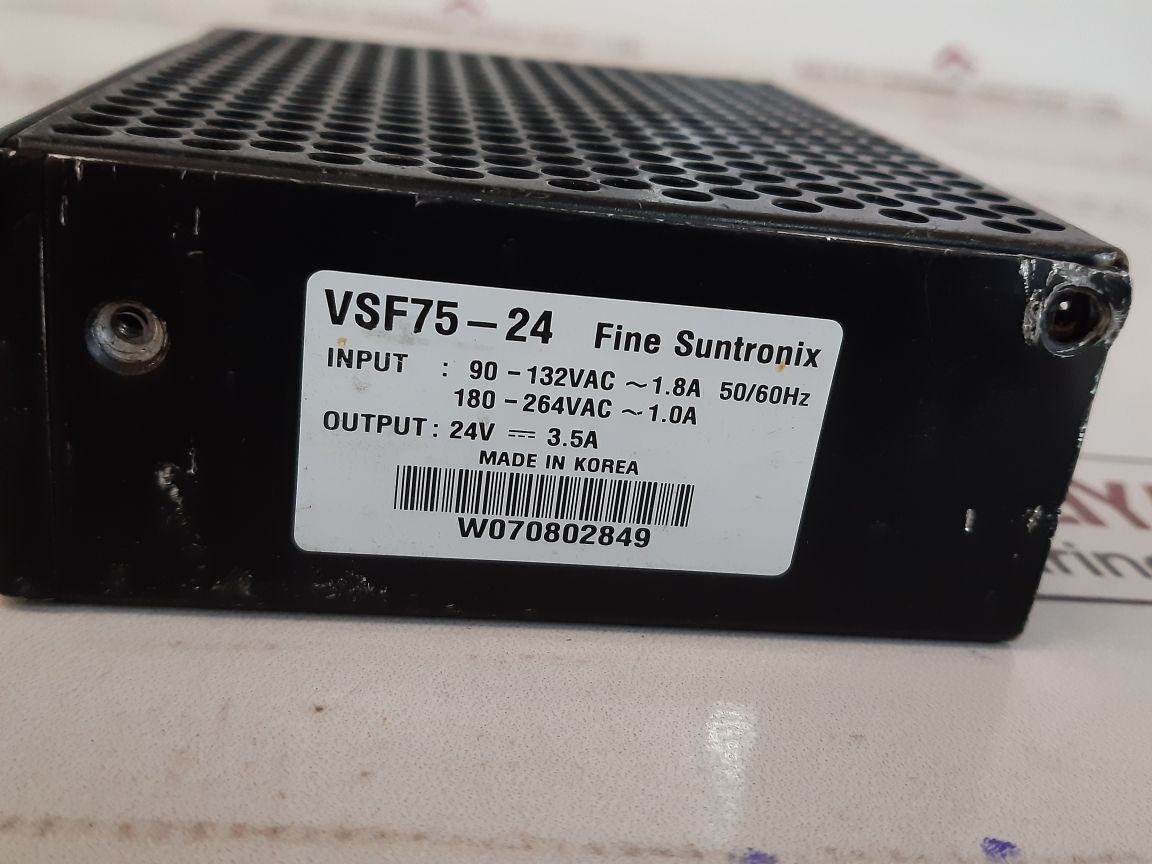 VSF75-24 Fine Suntronix
INPUT : 90-132VAC ~1.8A 50/60Hz
180-264VAC ~1.0A
OUTPUT: 24V ⎓ 3.5A
MADE IN KOREA
W070802849